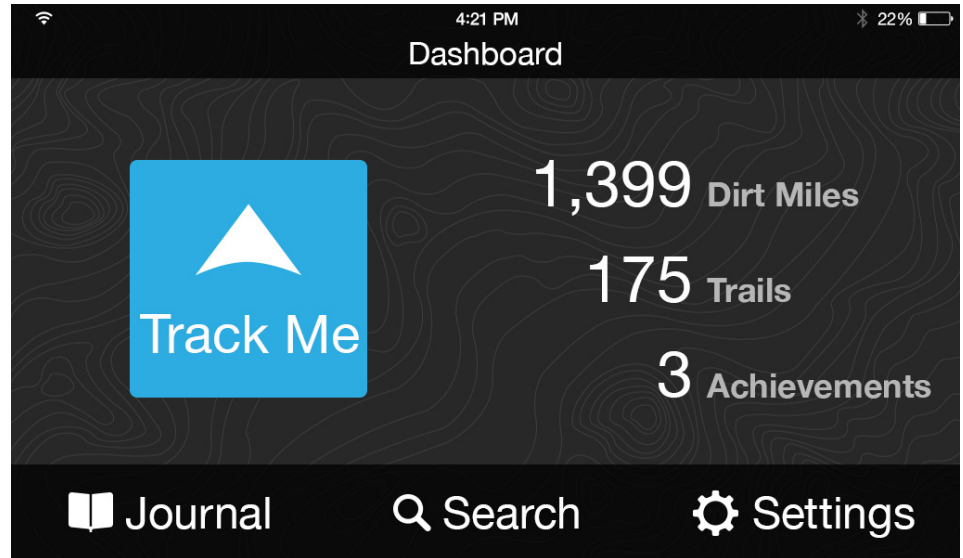 4:21 PM
22%
Dashboard
Track Me
1,399 Dirt Miles
175 Trails
3 Achievements
Journal
Search
Settings